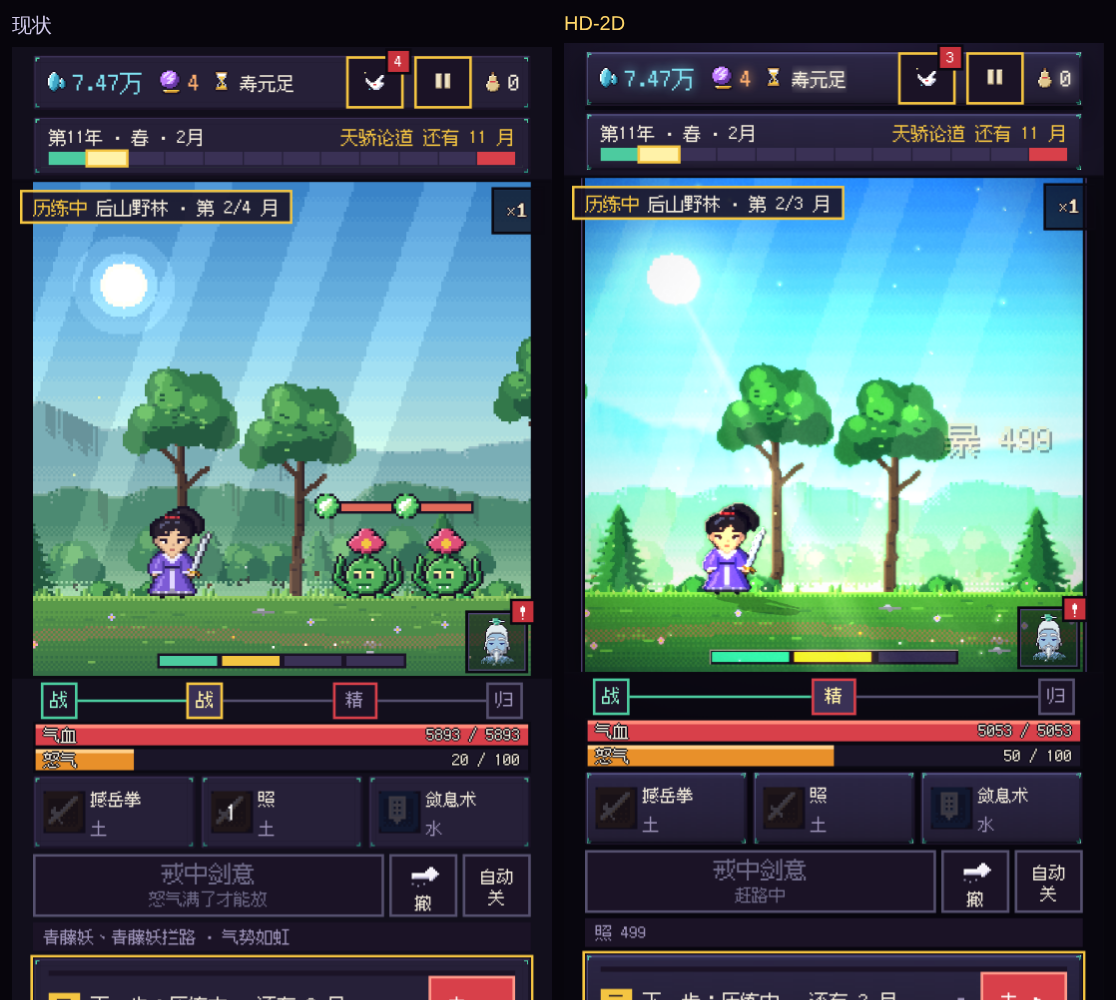 现状
7.47万 4 寿元足 4 0
第11年 · 春 · 2月 天骄论道 还有 11 月
历练中 后山野林 · 第 2/4 月 ×1
!
战 战 精 归
气血 5893 / 5893
怒气 20 / 100
撼岳拳 土
1 照 土
敛息术 水
戒中剑意
怒气满了才能放
撤
自动 关
青藤妖、青藤妖拦路 · 气势如虹
HD-2D
7.47万 4 寿元足 3 0
第11年 · 春 · 2月 天骄论道 还有 11 月
历练中 后山野林 · 第 2/3 月 ×1
暴 499
!
战 精 归
气血 5053 / 5053
怒气 50 / 100
撼岳拳 土
照 土
敛息术 水
戒中剑意
赶路中
撤
自动 关
照 499